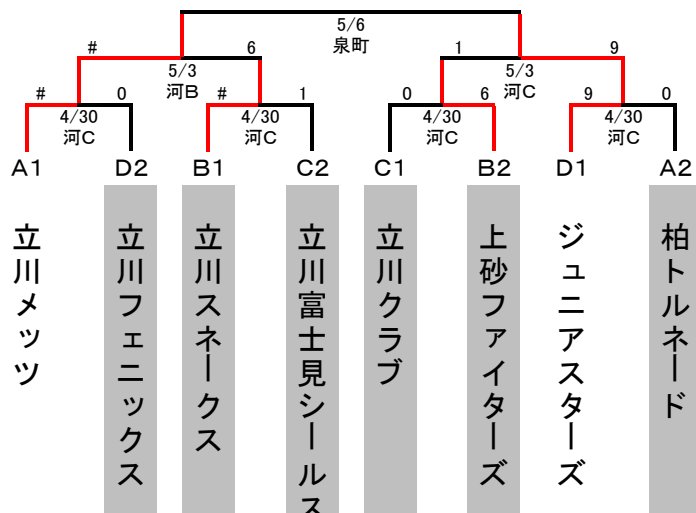 5/6
泉町
# 6 1 9
5/3 5/3
河B 河C
# 0 # 1 0 6 9 0
4/30 4/30 4/30 4/30
河C 河C 河C 河C
A1 D2 B1 C2 C1 B2 D1 A2
立川メッツ
立川フェニックス
立川スネークス
立川富士見シールス
立川クラブ
上砂ファイターズ
ジュニアスターズ
柏トルネード